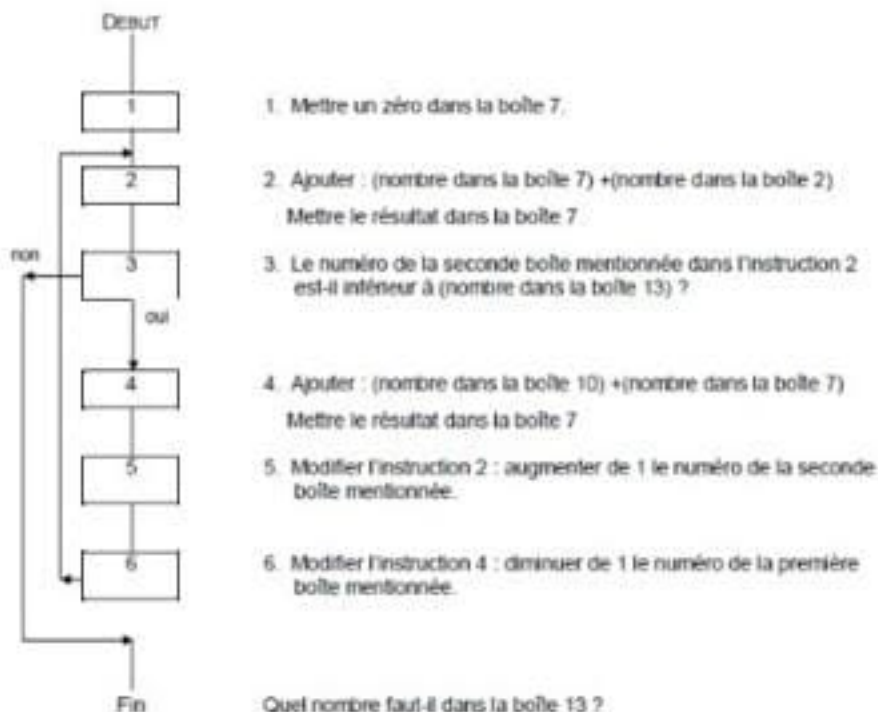 DEBUT
1
1. Mettre un zéro dans la boîte 7.
2
2. Ajouter : (nombre dans la boîte 7) +(nombre dans la boîte 2)
Mettre le résultat dans la boîte 7
non
3
3. Le numéro de la seconde boîte mentionnée dans l'instruction 2
est-il inférieur à (nombre dans la boîte 13) ?
oui
4
4. Ajouter : (nombre dans la boîte 10) +(nombre dans la boîte 7)
Mettre le résultat dans la boîte 7
5
5. Modifier l'instruction 2 : augmenter de 1 le numéro de la seconde
boîte mentionnée.
6
6. Modifier l'instruction 4 : diminuer de 1 le numéro de la première
boîte mentionnée.
Fin
Quel nombre faut-il dans la boîte 13 ?